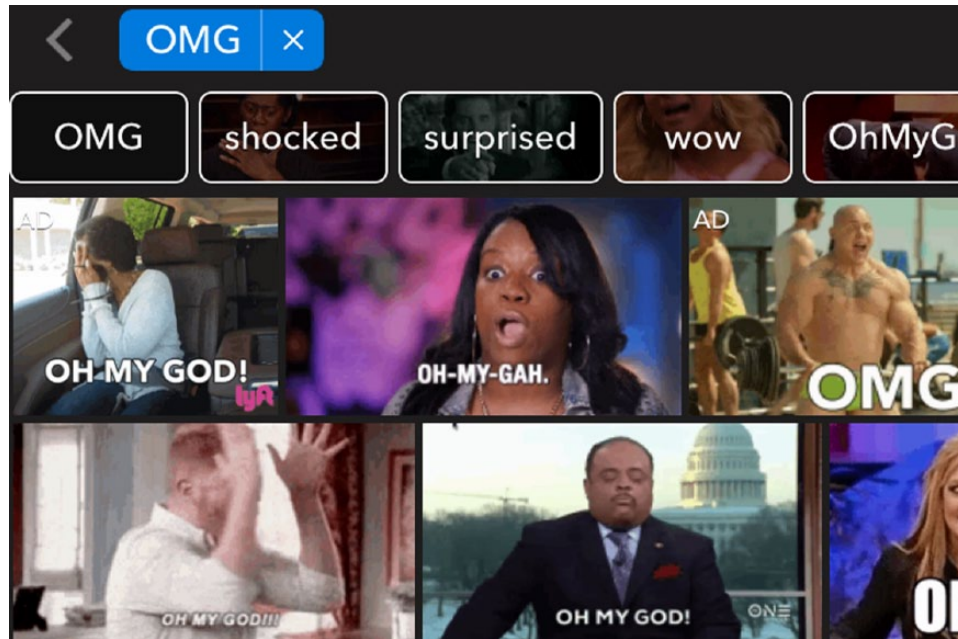 OMG ×
OMG
shocked
surprised
wow
OhMyG
AD
OH MY GOD!
lyft
OH-MY-GAH.
AD
OMG
OH MY GOD!!!
OH MY GOD!
ONE